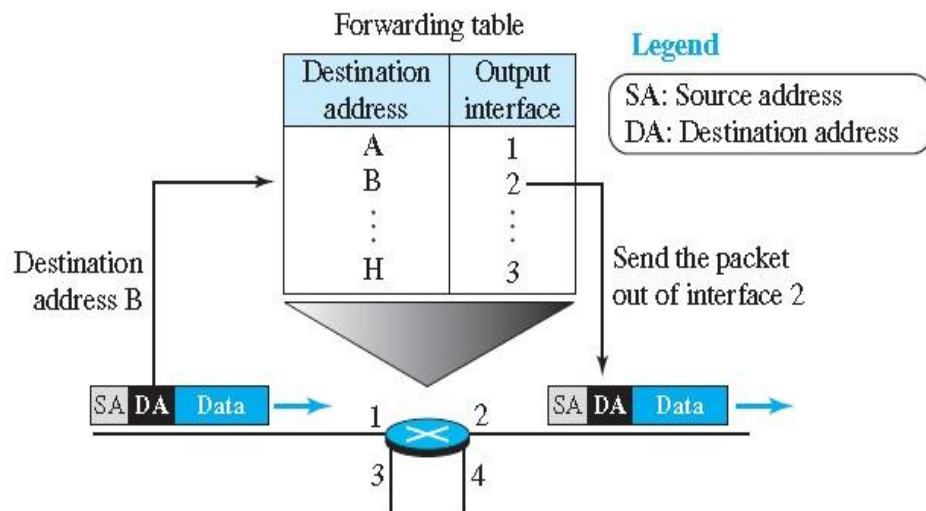 Forwarding table
Legend
Destination address
Output interface
SA: Source address
DA: Destination address
A 1
B 2
H 3
Destination
address B
Send the packet
out of interface 2
SA DA Data
SA DA Data
1 2
3 4